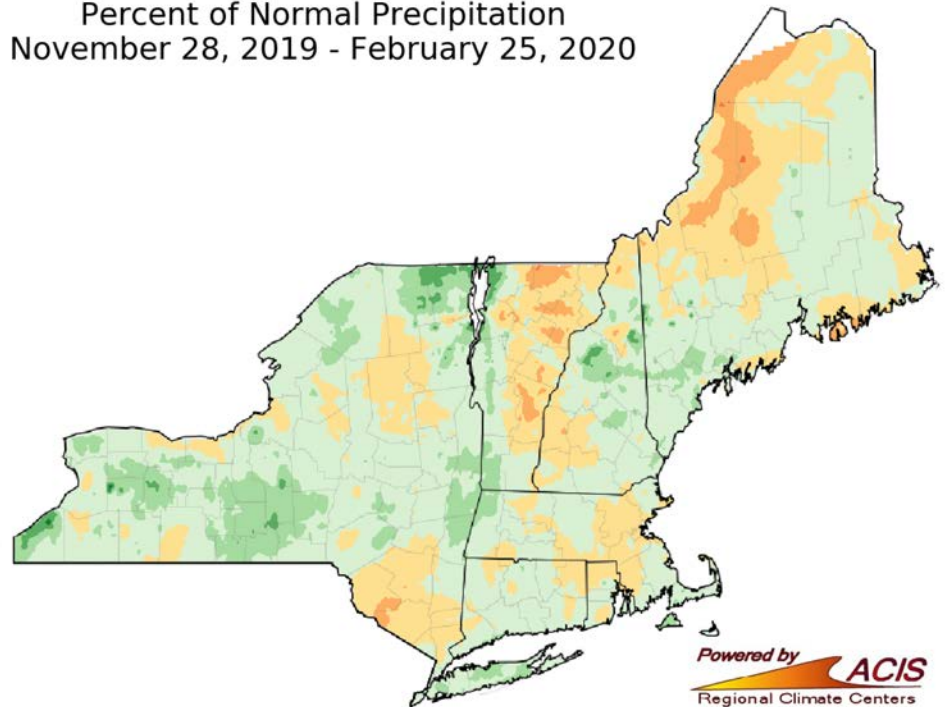 Percent of Normal Precipitation
November 28, 2019 - February 25, 2020
Powered by
ACIS
Regional Climate Centers